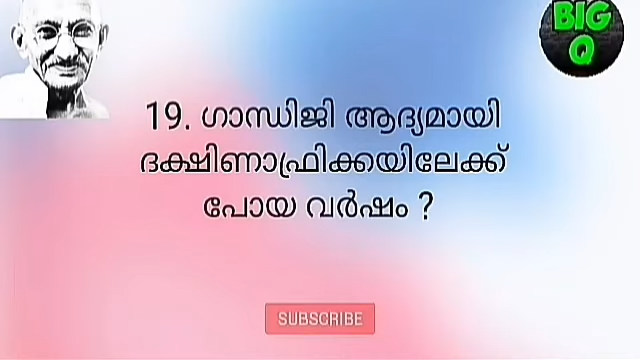 BIG
Q
19. ഗാന്ധിജി ആദ്യമായി
ദക്ഷിണാഫ്രിക്കയിലേക്ക്
പോയ വർഷം ?
SUBSCRIBE